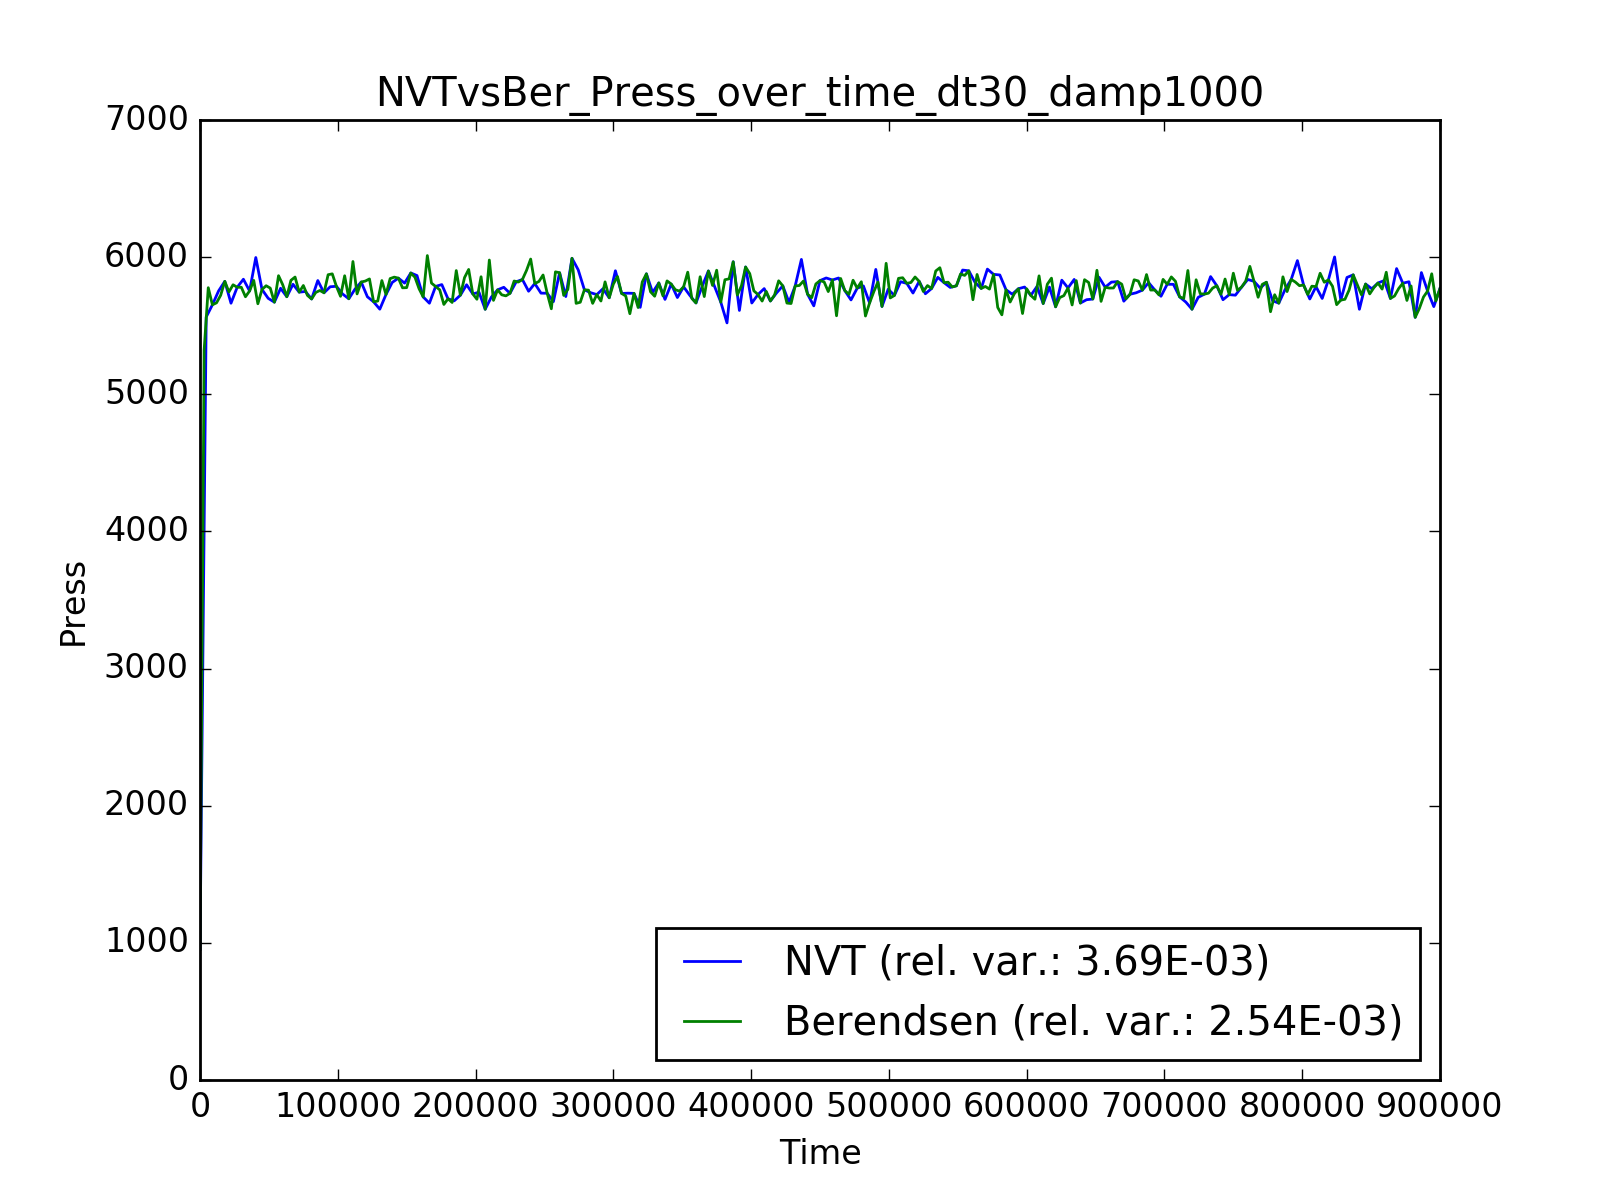 NVTvsBer_Press_over_time_dt30_damp1000
7000
6000
5000
4000
3000
2000
1000
0
Press
NVT (rel. var.: 3.69E-03)
Berendsen (rel. var.: 2.54E-03)
0 100000 200000 300000 400000 500000 600000 700000 800000 900000
Time